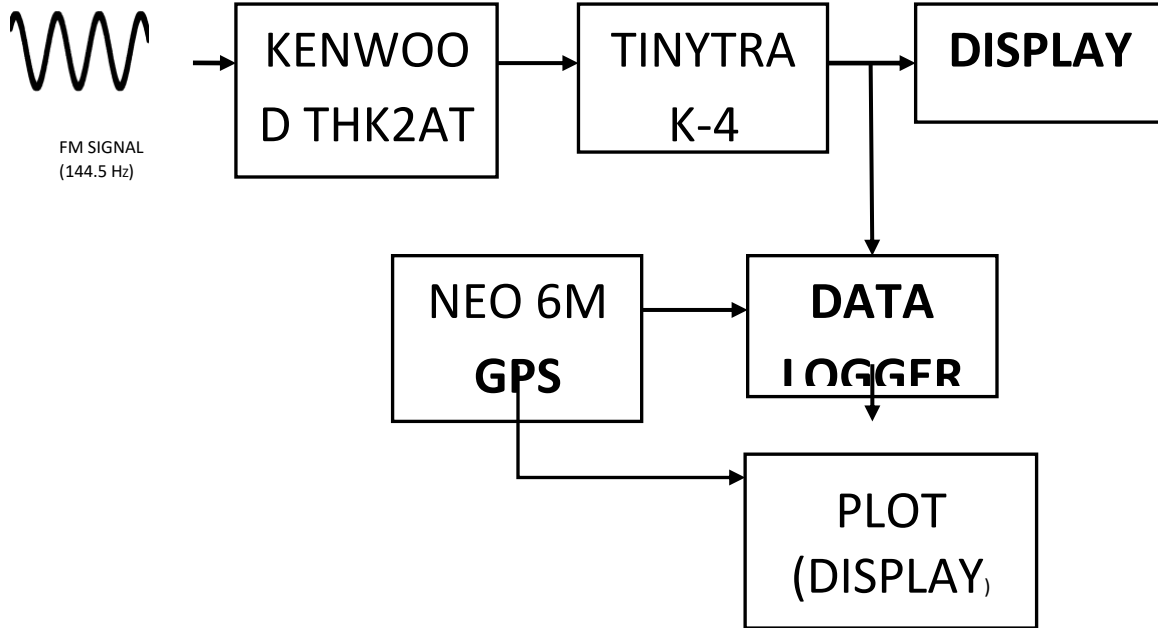 KENWOO
D THK2AT
TINYTRA
K-4
DISPLAY
FM SIGNAL
(144.5 Hz)
NEO 6M
GPS
DATA
LOGGER
PLOT
(DISPLAY)